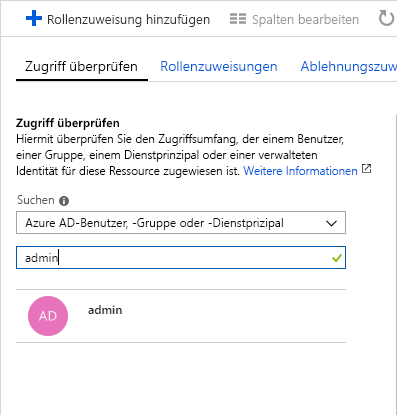 Rollenzuweisung hinzufügen Spalten bearbeiten
Zugriff überprüfen Rollenzuweisungen Ablehnungszuw
Zugriff überprüfen
Hiermit überprüfen Sie den Zugriffsumfang, der einem Benutzer,
einer Gruppe, einem Dienstprinzipal oder einer verwalteten
Identität für diese Ressource zugewiesen ist. Weitere Informationen
Suchen
Azure AD-Benutzer, -Gruppe oder -Dienstprizipal
admin
AD admin